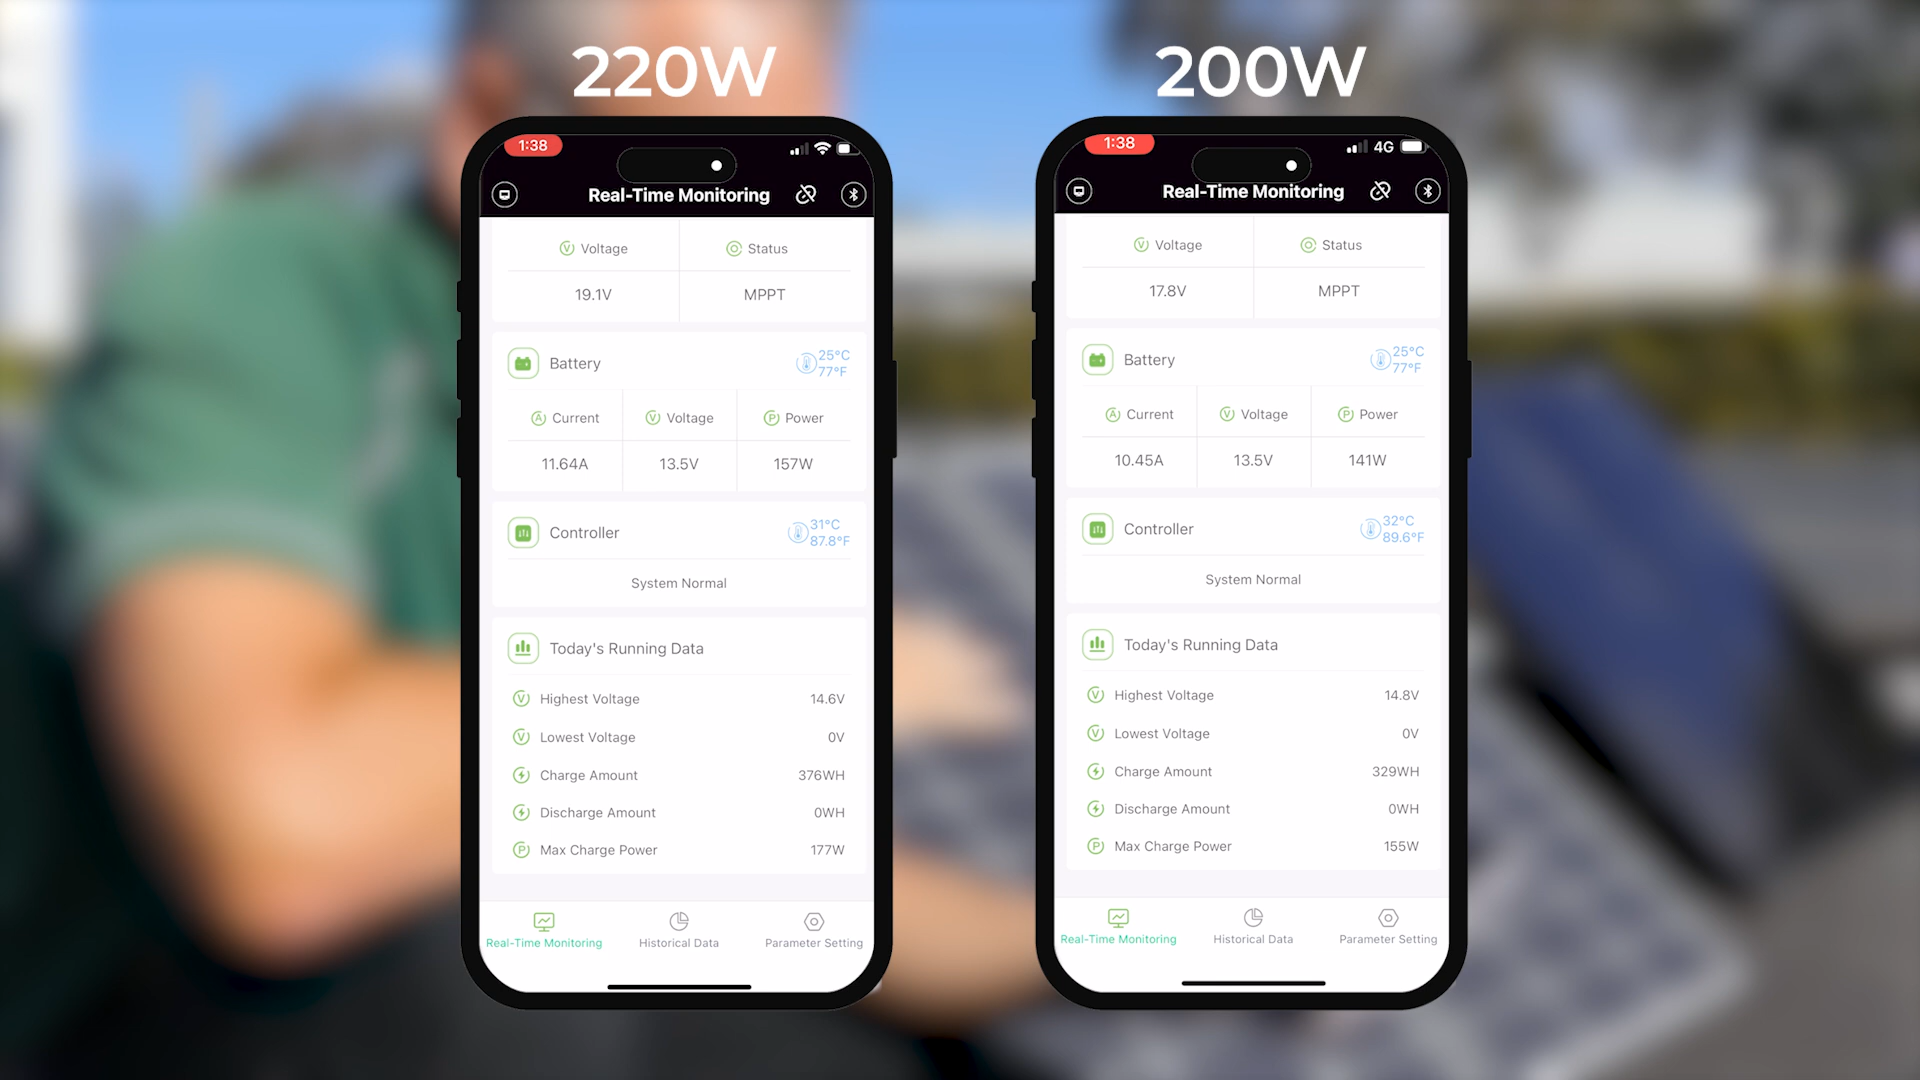 220W
1:38
Real-Time Monitoring
Voltage Status
19.1V MPPT
Battery 25°C
77°F
Current Voltage Power
11.64A 13.5V 157W
Controller 31°C
87.8°F
System Normal
Today's Running Data
Highest Voltage 14.6V
Lowest Voltage 0V
Charge Amount 376WH
Discharge Amount 0WH
Max Charge Power 177W
Real-Time Monitoring Historical Data Parameter Setting
200W
1:38 4G
Real-Time Monitoring
Voltage Status
17.8V MPPT
Battery 25°C
77°F
Current Voltage Power
10.45A 13.5V 141W
Controller 32°C
89.6°F
System Normal
Today's Running Data
Highest Voltage 14.8V
Lowest Voltage 0V
Charge Amount 329WH
Discharge Amount 0WH
Max Charge Power 155W
Real-Time Monitoring Historical Data Parameter Setting